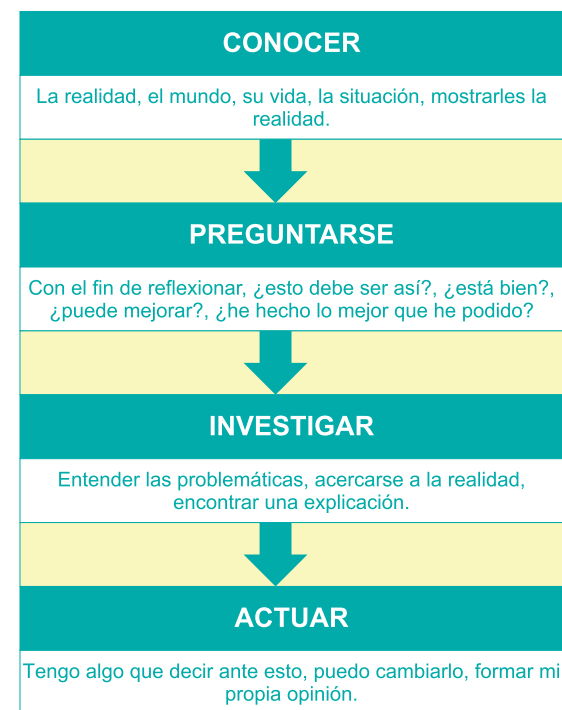 CONOCER
La realidad, el mundo, su vida, la situación, mostrarles la
realidad.
PREGUNTARSE
Con el fin de reflexionar, ¿esto debe ser así?, ¿está bien?,
¿puede mejorar?, ¿he hecho lo mejor que he podido?
INVESTIGAR
Entender las problemáticas, acercarse a la realidad,
encontrar una explicación.
ACTUAR
Tengo algo que decir ante esto, puedo cambiarlo, formar mi
propia opinión.